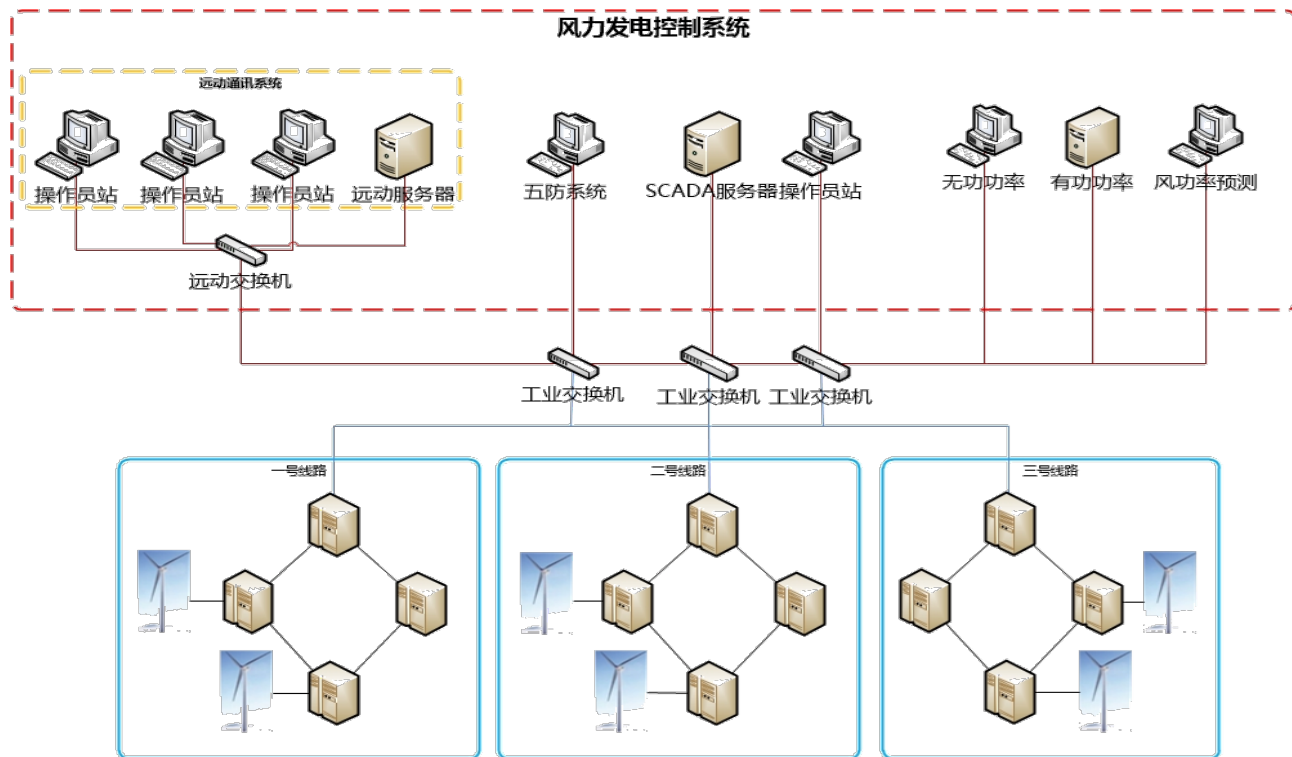 风力发电控制系统
远动通讯系统
操作员站 操作员站 操作员站 远动服务器
五防系统 SCADA服务器 操作员站
无功功率 有功功率 风功率预测
远动交换机
工业交换机 工业交换机 工业交换机
一号线路 二号线路 三号线路